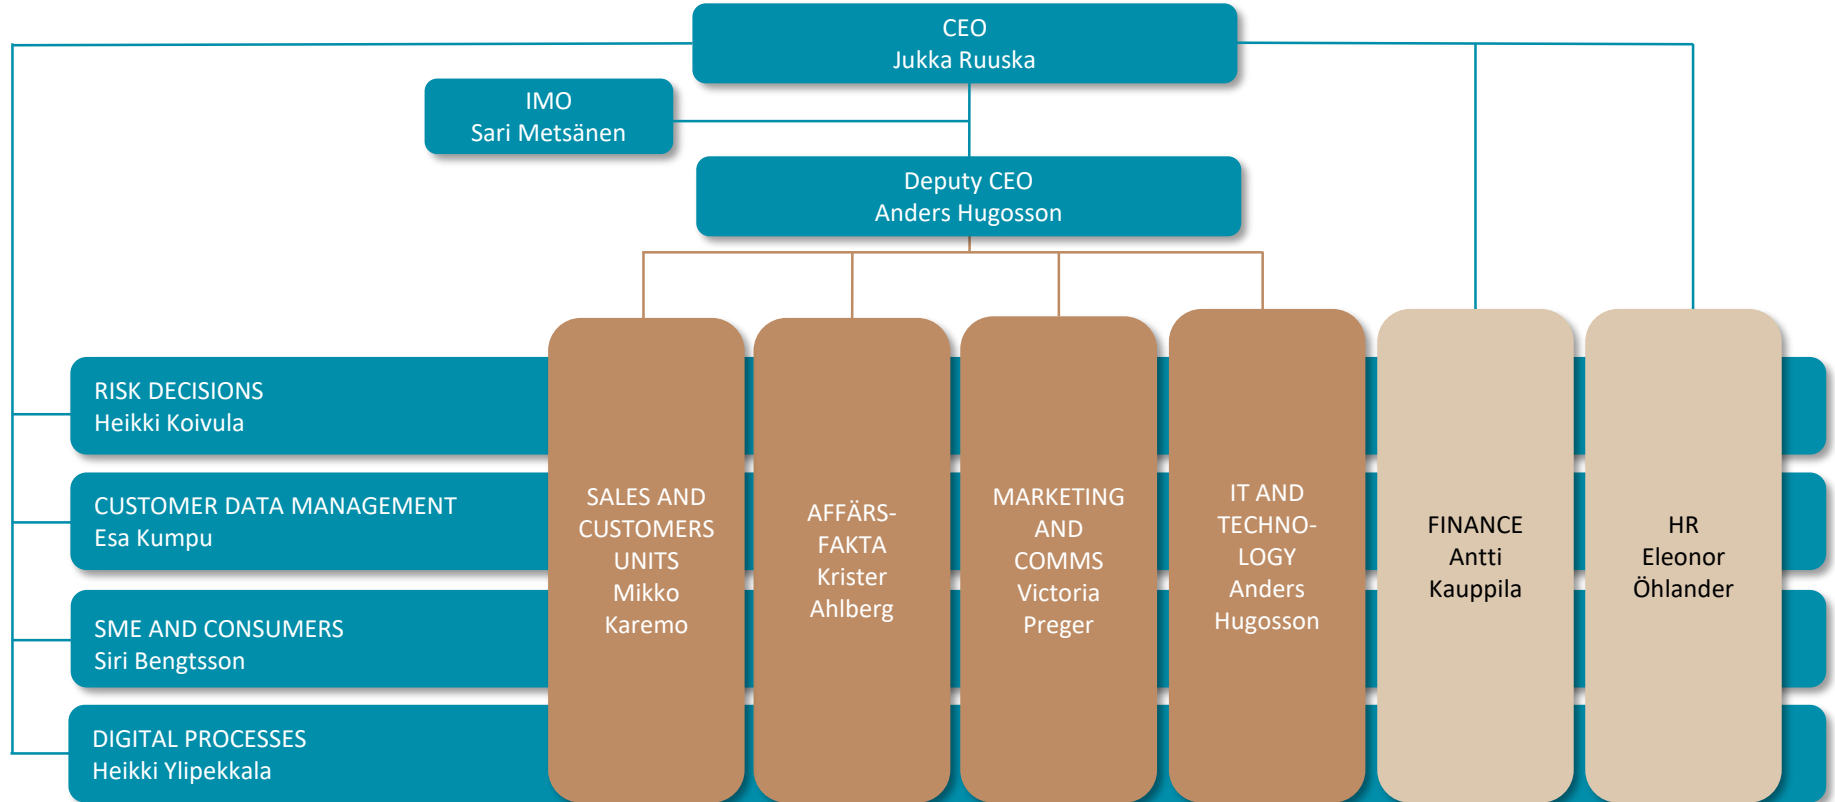 CEO
Jukka Ruuska
IMO
Sari Metsänen
Deputy CEO
Anders Hugosson
RISK DECISIONS
Heikki Koivula
CUSTOMER DATA MANAGEMENT
Esa Kumpu
SME AND CONSUMERS
Siri Bengtsson
DIGITAL PROCESSES
Heikki Ylipekkala
SALES AND
CUSTOMERS
UNITS
Mikko
Karemo
AFFÄRS-
FAKTA
Krister
Ahlberg
MARKETING
AND
COMMS
Victoria
Preger
IT AND
TECHNO-
LOGY
Anders
Hugosson
FINANCE
Antti
Kauppila
HR
Eleonor
Öhlander